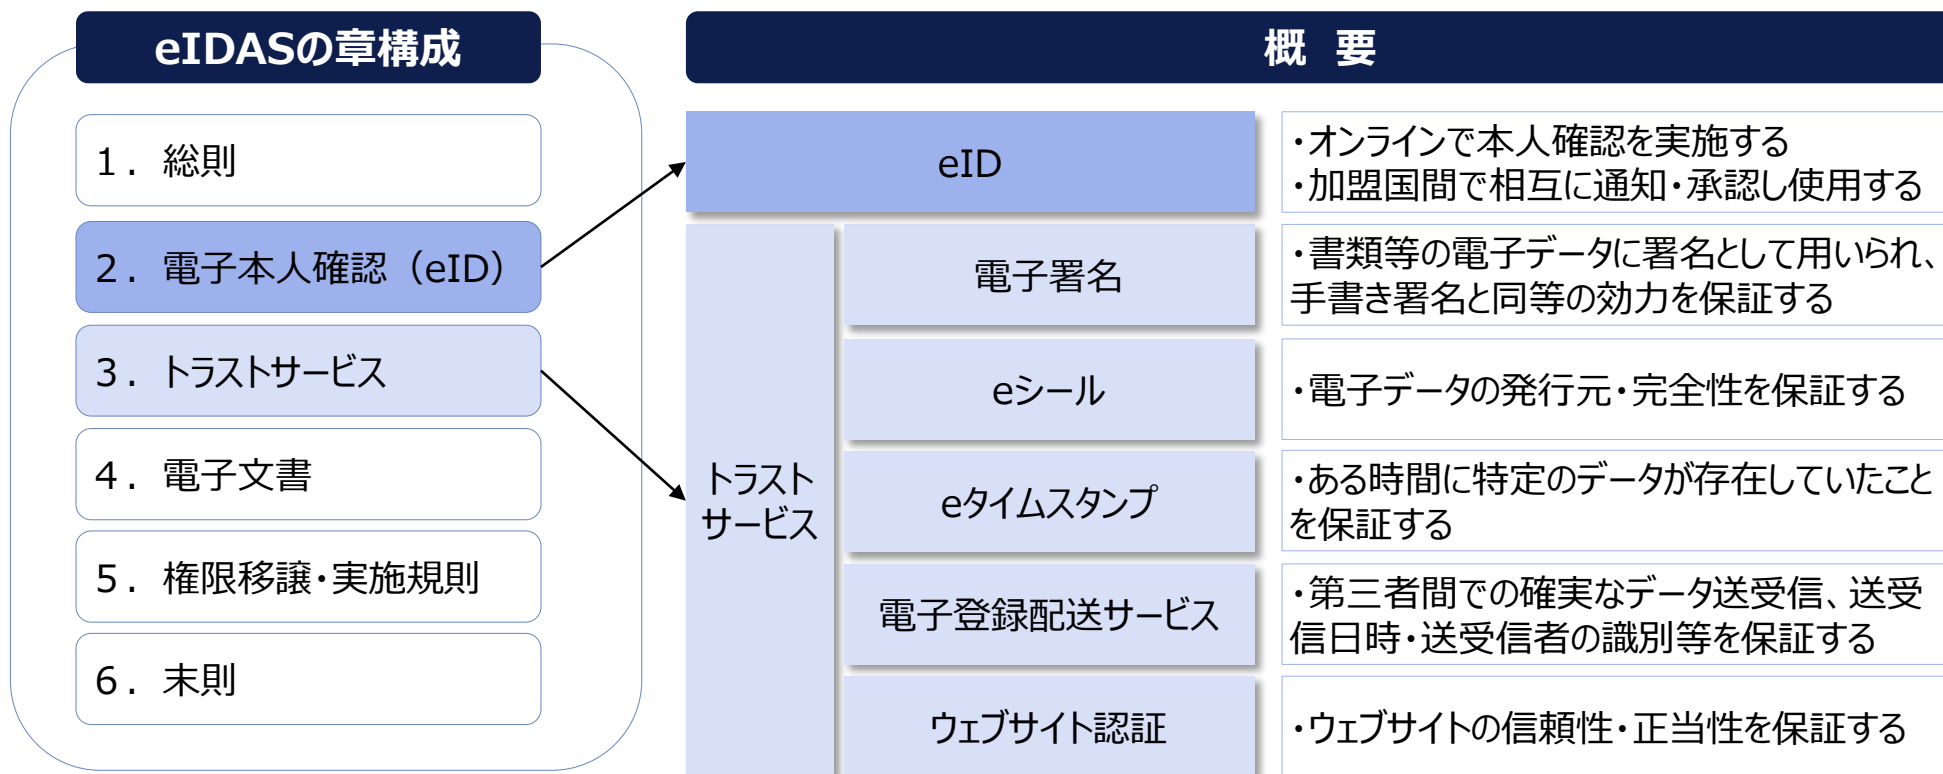 eIDASの章構成
1. 総則
2. 電子本人確認（eID）
3. トラストサービス
4. 電子文書
5. 権限移譲・実施規則
6. 末則
概 要
eID
・オンラインで本人確認を実施する
・加盟国間で相互に通知・承認し使用する
トラスト
サービス
電子署名
・書類等の電子データに署名として用いられ、
手書き署名と同等の効力を保証する
eシール
・電子データの発行元・完全性を保証する
eタイムスタンプ
・ある時間に特定のデータが存在していたこと
を保証する
電子登録配送サービス
・第三者間での確実なデータ送受信、送受
信日時・送受信者の識別等を保証する
ウェブサイト認証
・ウェブサイトの信頼性・正当性を保証する